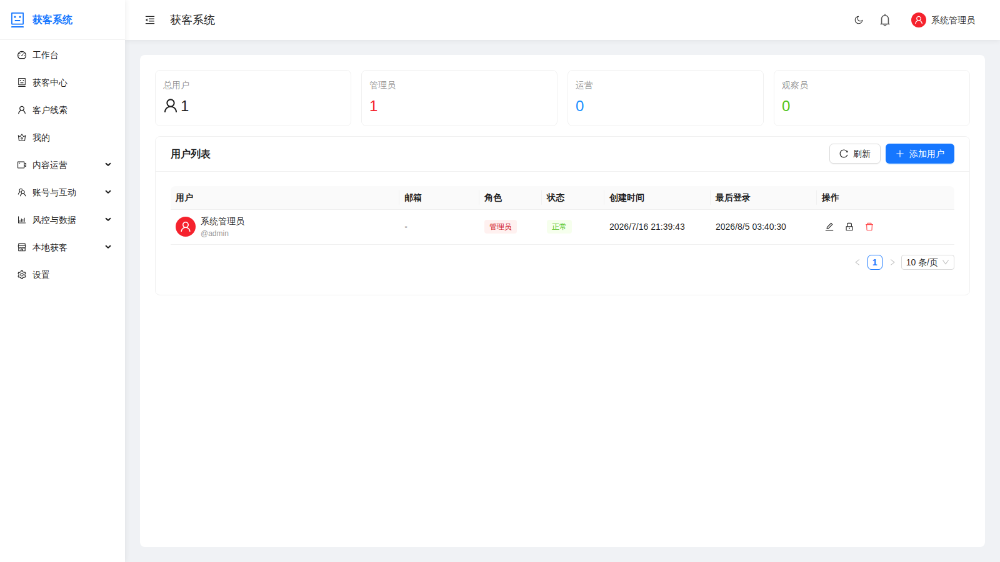 获客系统
获客系统
系统管理员
工作台
获客中心
客户线索
我的
内容运营
账号与互动
风控与数据
本地获客
设置
总用户
1
管理员
1
运营
0
观察员
0
用户列表
刷新
添加用户
用户 邮箱 角色 状态 创建时间 最后登录 操作
系统管理员
@admin
- 管理员 正常 2026/7/16 21:39:43 2026/8/5 03:40:30
1 10 条/页